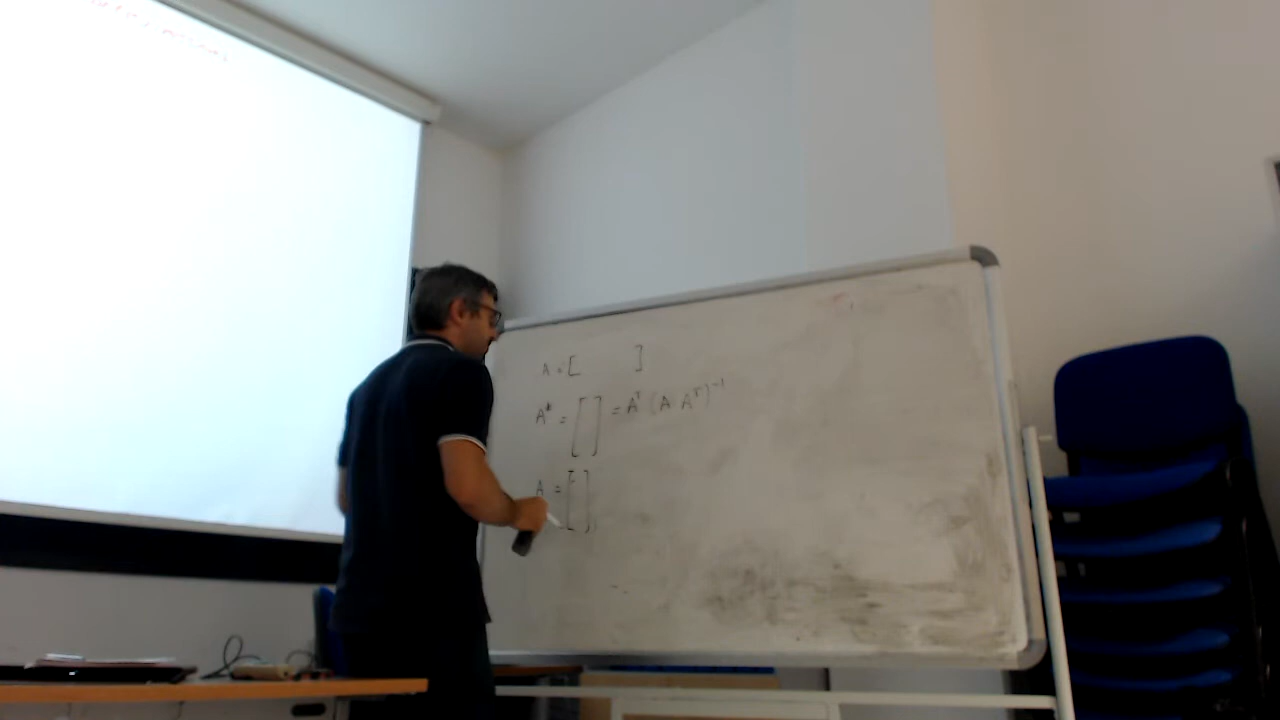 A = [ ]
A* = [ ] = Aᵀ (A Aᵀ)⁻¹
A = [ ]